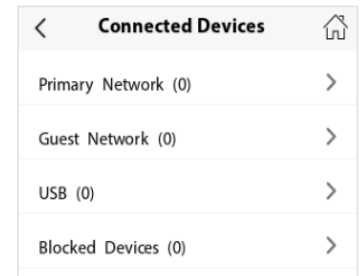 Connected Devices
Primary Network (0)
Guest Network (0)
USB (0)
Blocked Devices (0)